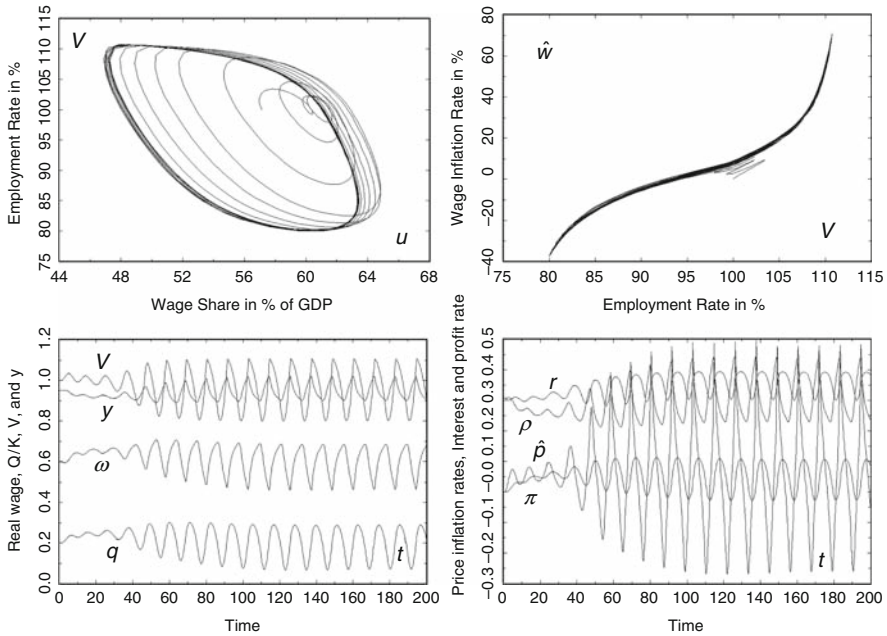 115
110
105
100
95
90
85
80
75
Employment Rate in %
V
u
44 48 52 56 60 64 68
Wage Share in % of GDP
80
60
40
20
0
−20
−40
Wage Inflation Rate in %
ŵ
V
75 80 85 90 95 100 105 110 115
Employment Rate in %
1.2
1.0
0.8
0.6
0.4
0.2
0.0
Real wage, Q/K, V, and y
V
y
ω
q
t
0 20 40 60 80 100 120 140 160 180 200
Time
0.5
0.4
0.3
0.2
0.1
−0.0
−0.1
−0.2
−0.3
Price inflation rates, Interest and profit rate
r
ρ
p̂
π
t
0 20 40 60 80 100 120 140 160 180 200
Time